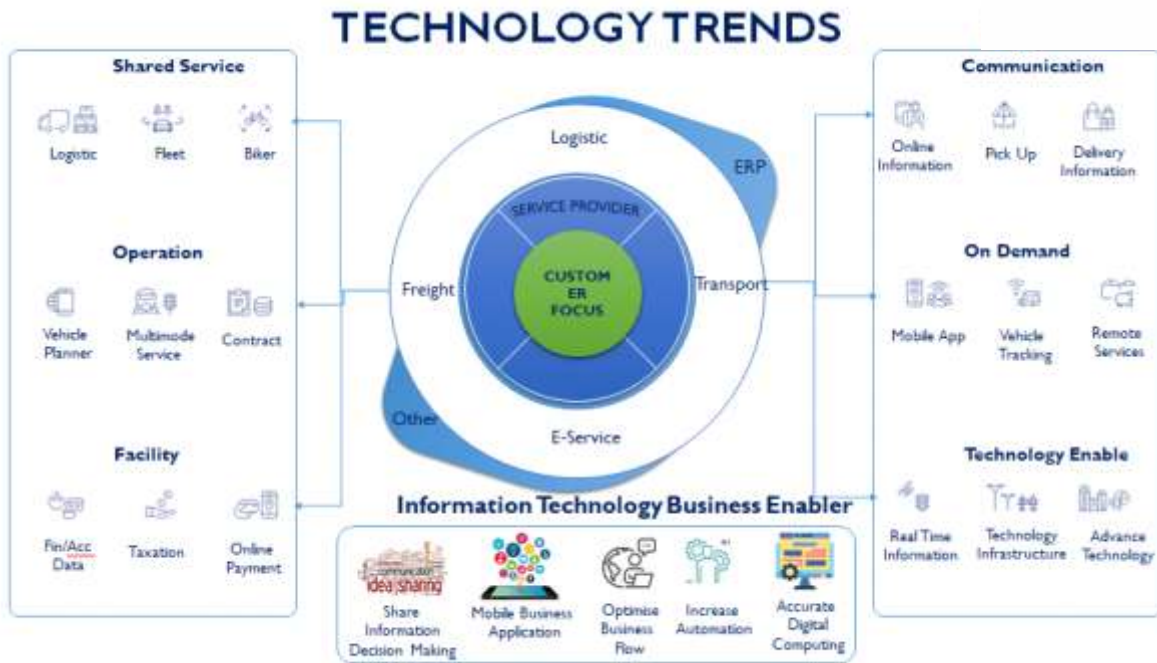 TECHNOLOGY TRENDS
Shared Service
Logistic
Fleet
Biker
Operation
Vehicle
Planner
Multimode
Service
Contract
Facility
Fin/Acc
Data
Taxation
Online
Payment
Logistic
ERP
SERVICE PROVIDER
CUSTOM
ER
FOCUS
Freight
Transport
Other
E-Service
Communication
Online
Information
Pick Up
Delivery
Information
On Demand
Mobile App
Vehicle
Tracking
Remote
Services
Technology Enable
Real Time
Information
Technology
Infrastructure
Advance
Technology
Information Technology Business Enabler
communication
idea sharing
Share
Information
Decision Making
Mobile Business
Application
Optimise
Business
Flow
Increase
Automation
Accurate
Digital
Computing